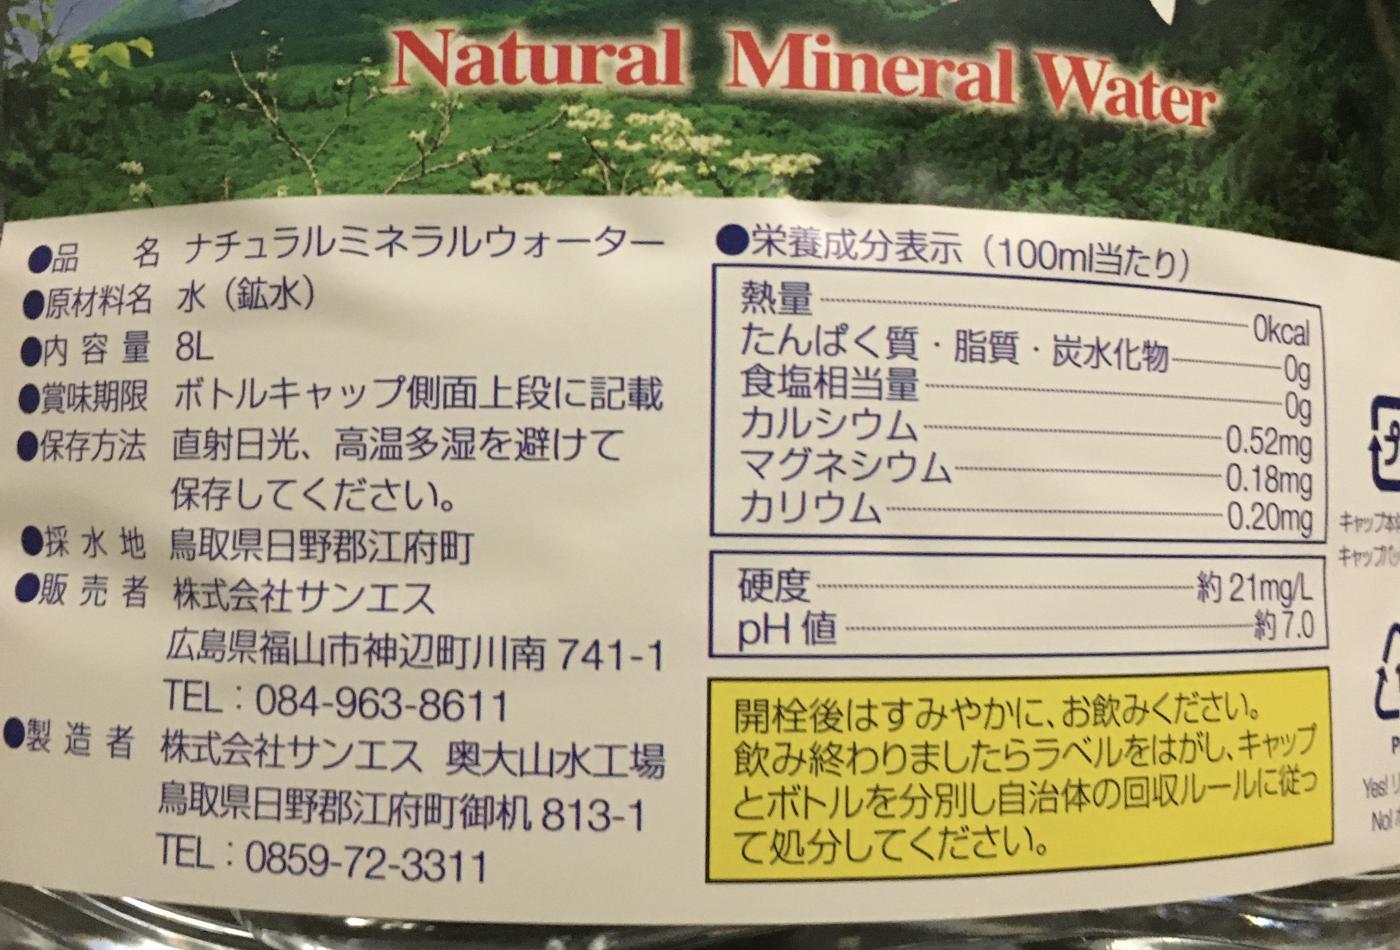 Natural Mineral Water
●品名 ナチュラルミネラルウォーター
●原材料名 水（鉱水）
●内容量 8L
●賞味期限 ボトルキャップ側面上段に記載
●保存方法 直射日光、高温多湿を避けて
保存してください。
●採水地 鳥取県日野郡江府町
●販売者 株式会社サンエス
広島県福山市神辺町川南 741-1
TEL：084-963-8611
●製造者 株式会社サンエス 奥大山水工場
鳥取県日野郡江府町御机 813-1
TEL：0859-72-3311
●栄養成分表示（100ml当たり）
熱量 0kcal
たんぱく質・脂質・炭水化物 0g
食塩相当量 0g
カルシウム 0.52mg
マグネシウム 0.18mg
カリウム 0.20mg
硬度 約 21mg/L
pH 値 約 7.0
開栓後はすみやかに、お飲みください。
飲み終わりましたらラベルをはがし、キャップ
とボトルを分別し自治体の回収ルールに従っ
て処分してください。
プ
キャップ本
キャップ
P
Yes!
No!